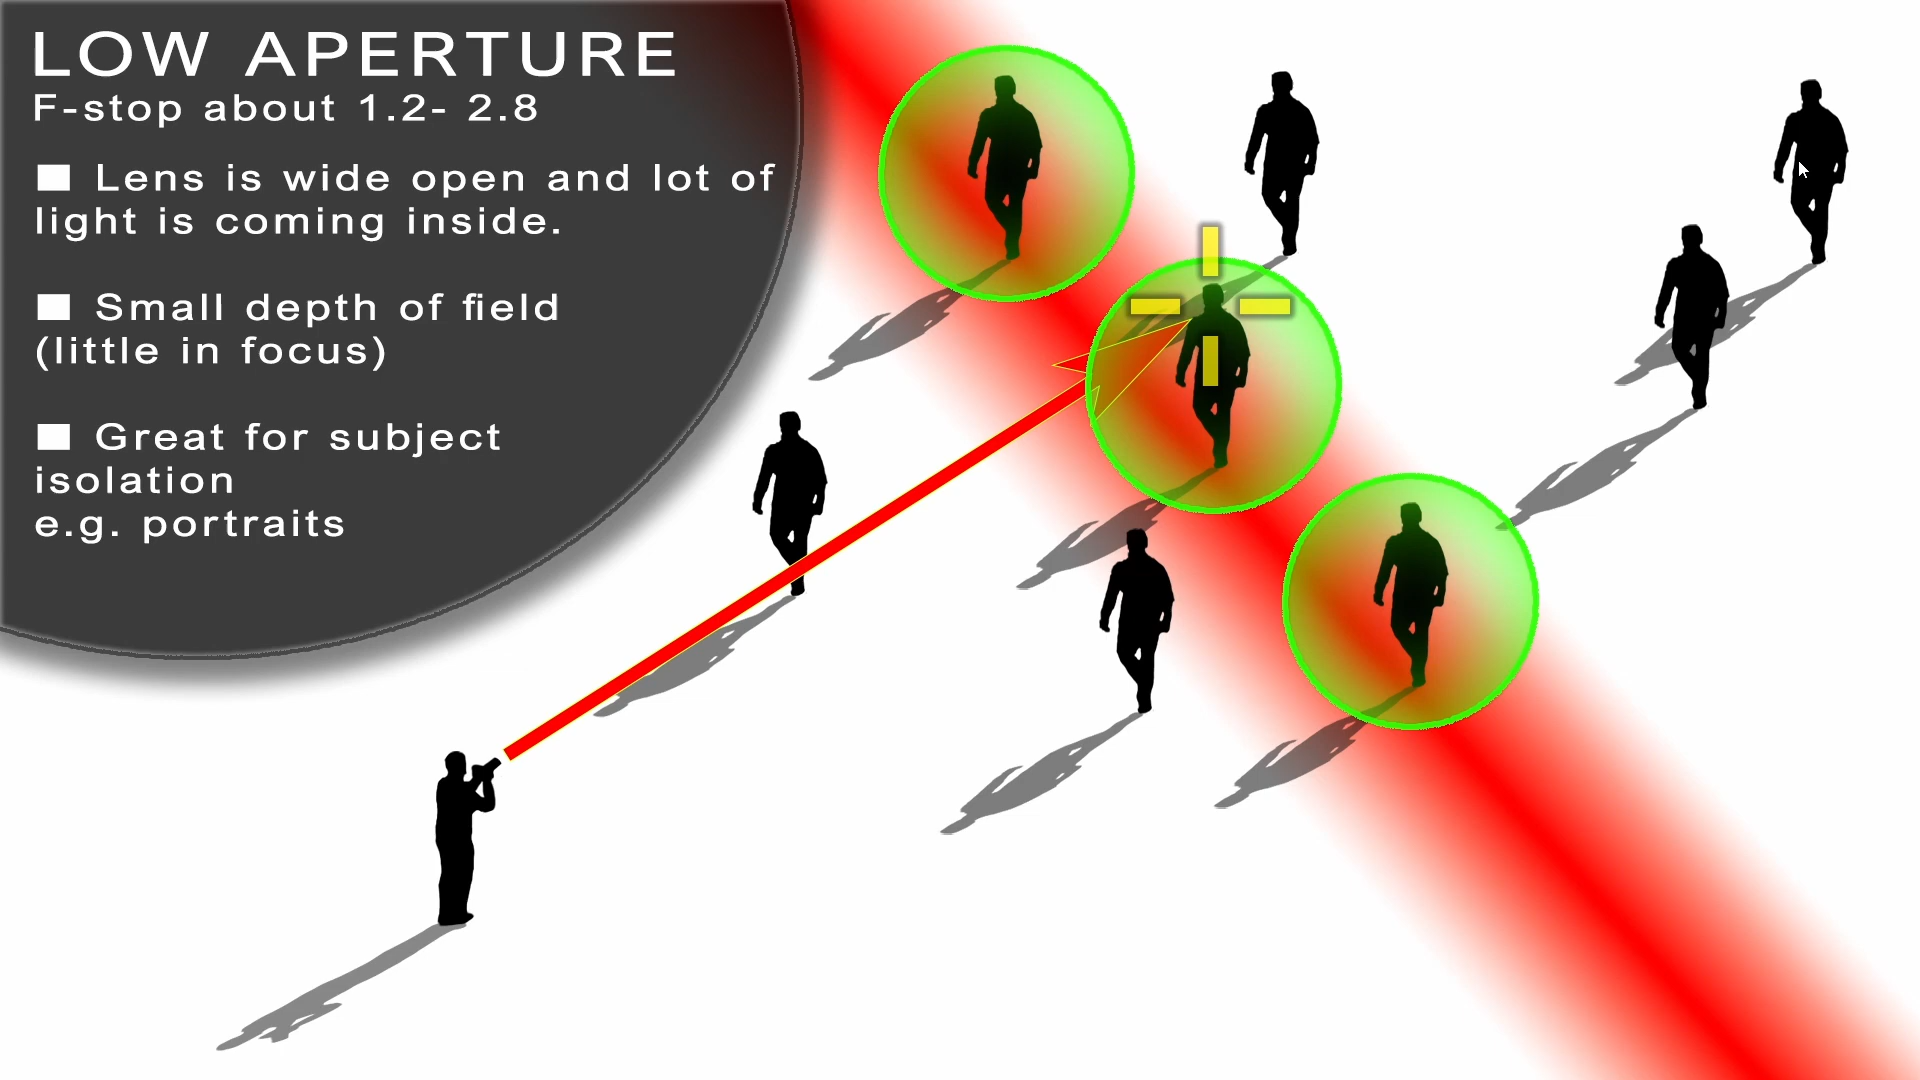 LOW APERTURE
F-stop about 1.2- 2.8
■ Lens is wide open and lot of
light is coming inside.
■ Small depth of field
(little in focus)
■ Great for subject
isolation
e.g. portraits